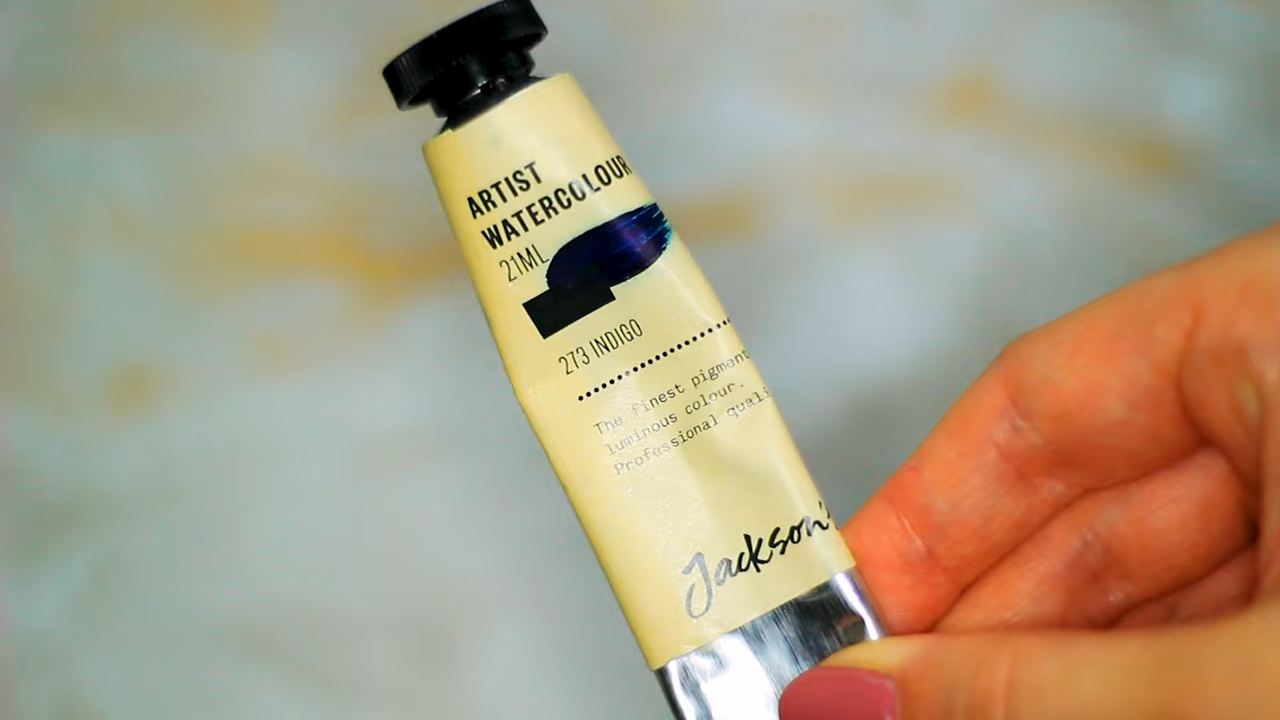 ARTIST
WATERCOLOUR
21ML
273 INDIGO
The finest pigment
luminous colour.
Professional quali
Jackson'